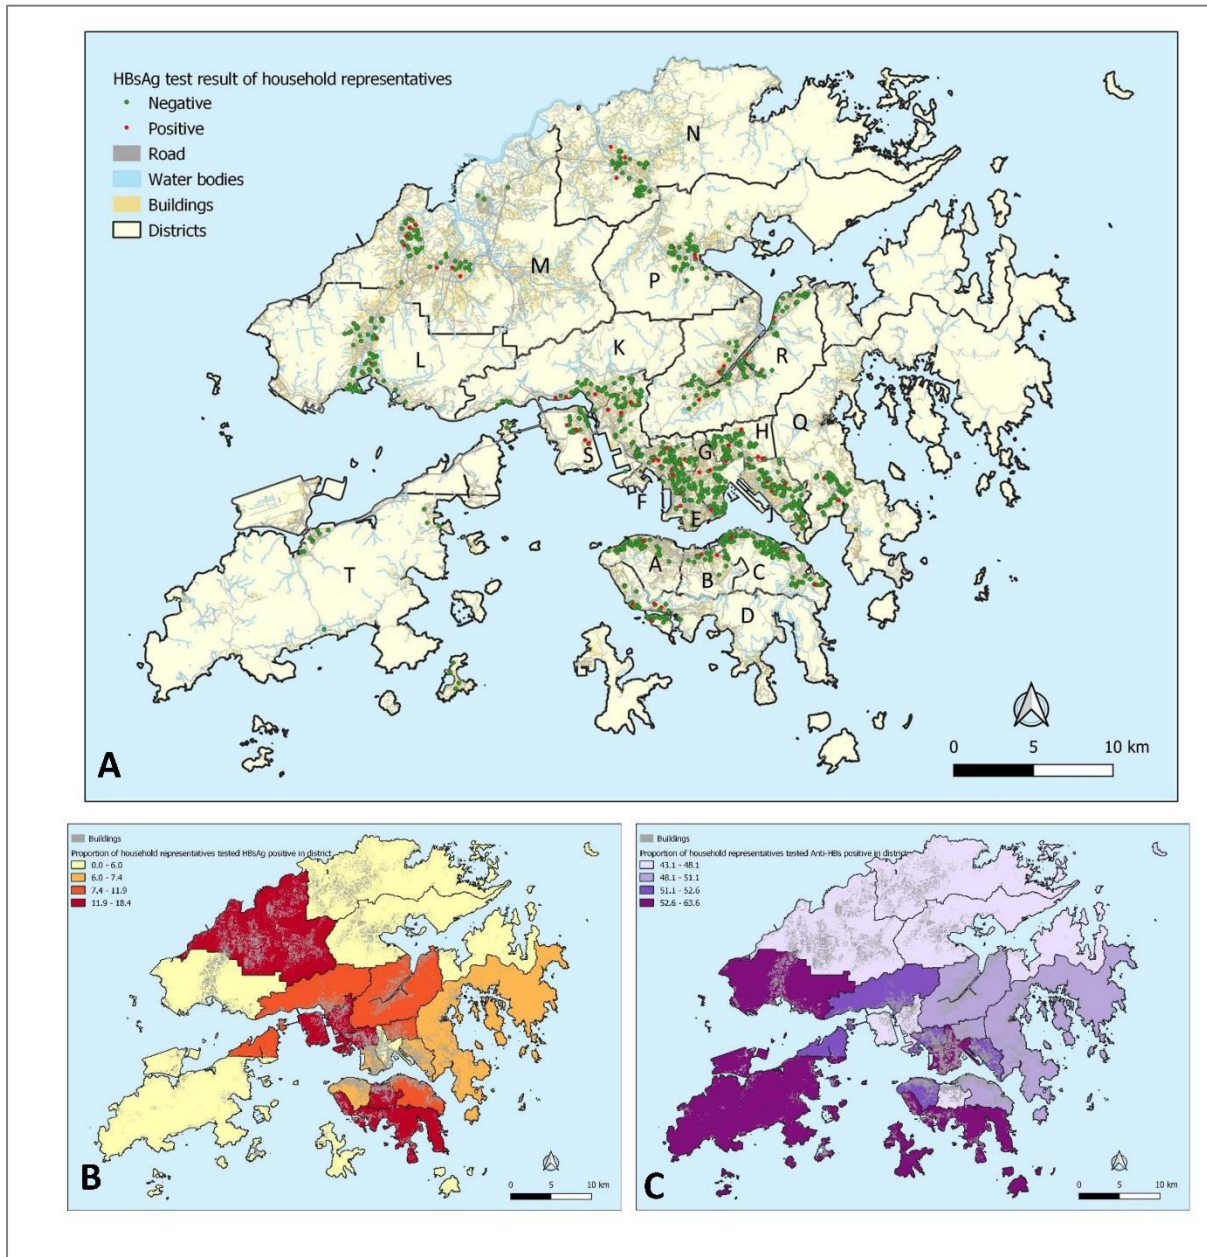 HBsAg test result of household representatives
Negative
Positive
Road
Water bodies
Buildings
Districts
N
M
P
L
K
R
S
G
H
Q
F
E
J
T
A
B
C
D
0 5 10 km
A
Buildings
Proportion of household representatives tested HBsAg positive in district
0.0 - 6.0
6.0 - 7.4
7.4 - 11.9
11.9 - 18.4
B
0 5 10 km
Buildings
Proportion of household representatives tested Anti-HBs positive in district
43.1 - 48.1
48.1 - 51.1
51.1 - 52.6
52.6 - 63.6
C
0 5 10 km